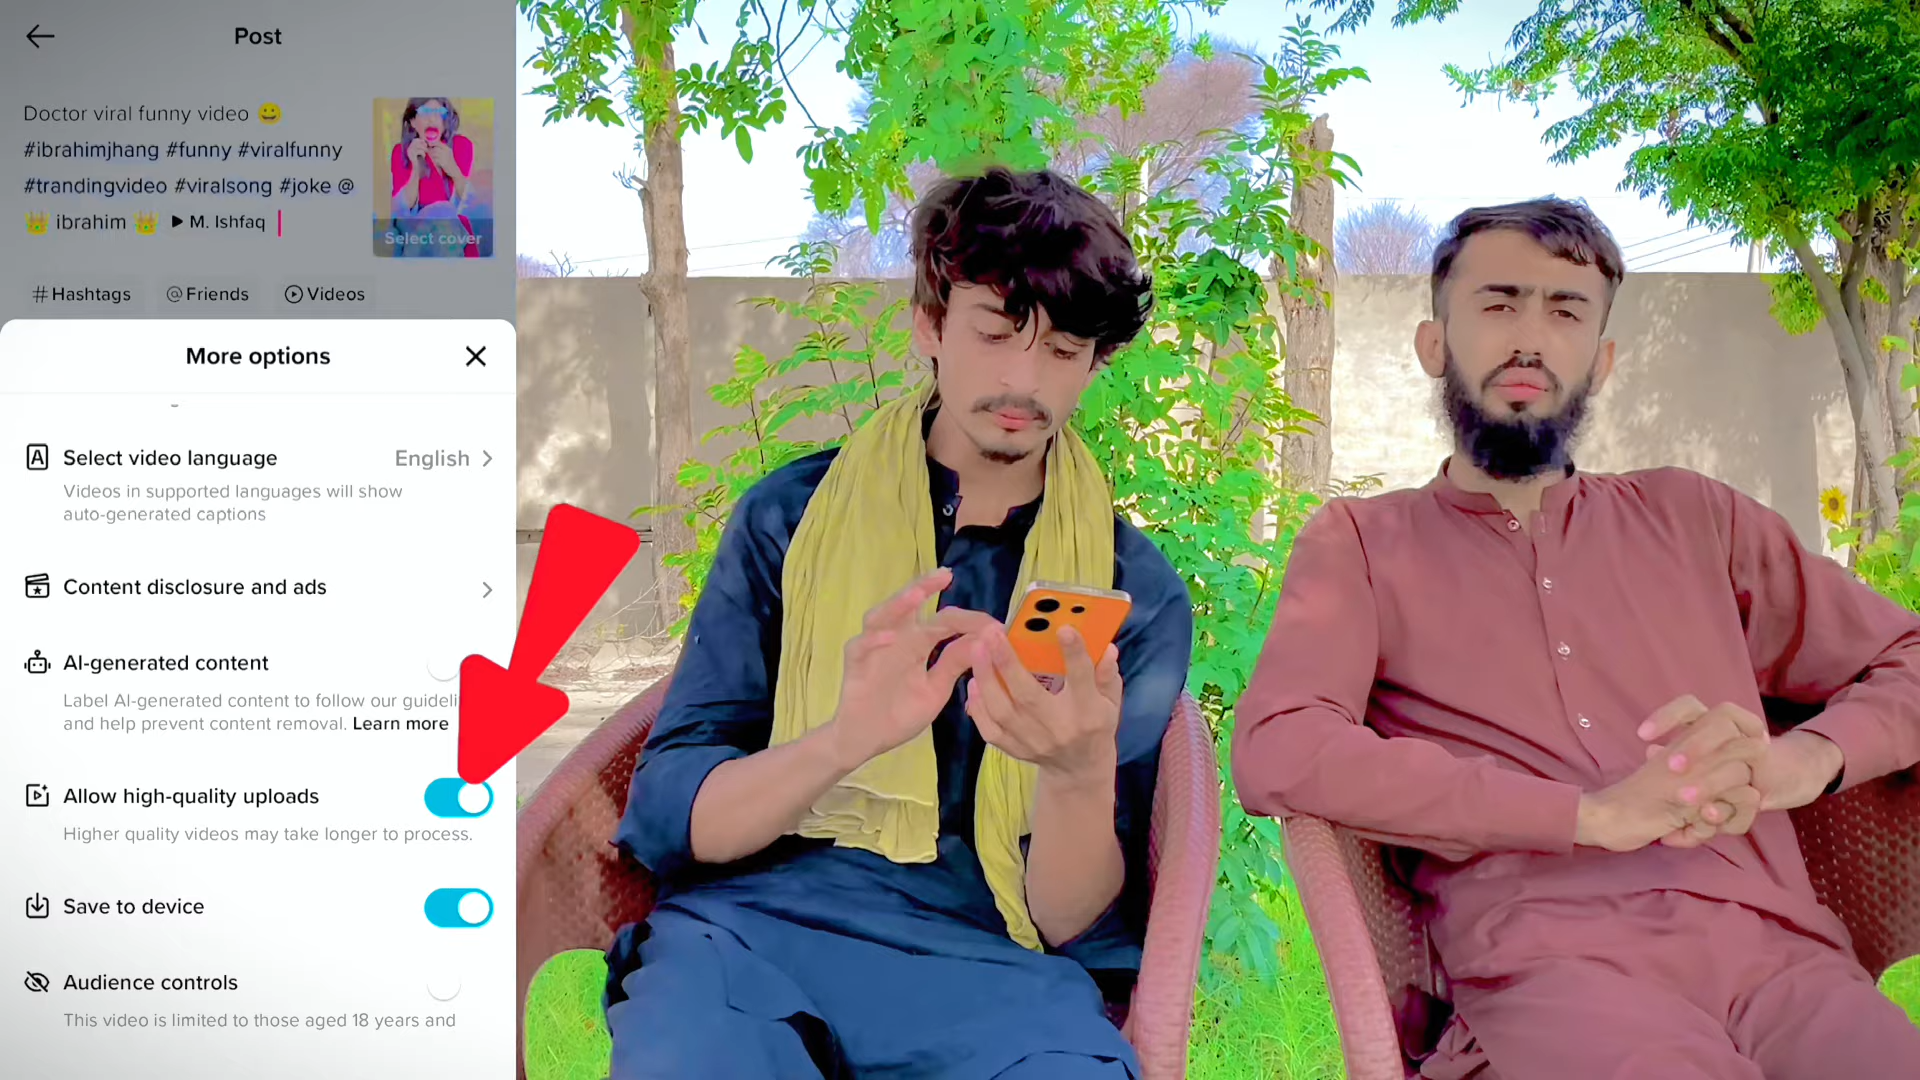 Post
Doctor viral funny video 😀
#ibrahimjhang #funny #viralfunny
#trandingvideo #viralsong #joke @
👑 ibrahim 👑 ▶ M. Ishfaq
Select cover
#Hashtags @Friends Videos
More options
Select video language English
Videos in supported languages will show
auto-generated captions
Content disclosure and ads
AI-generated content
Label AI-generated content to follow our
and help prevent content removal. Learn more
Allow high-quality uploads
Higher quality videos may take longer to process.
Save to device
Audience controls
This video is limited to those aged 18 years and